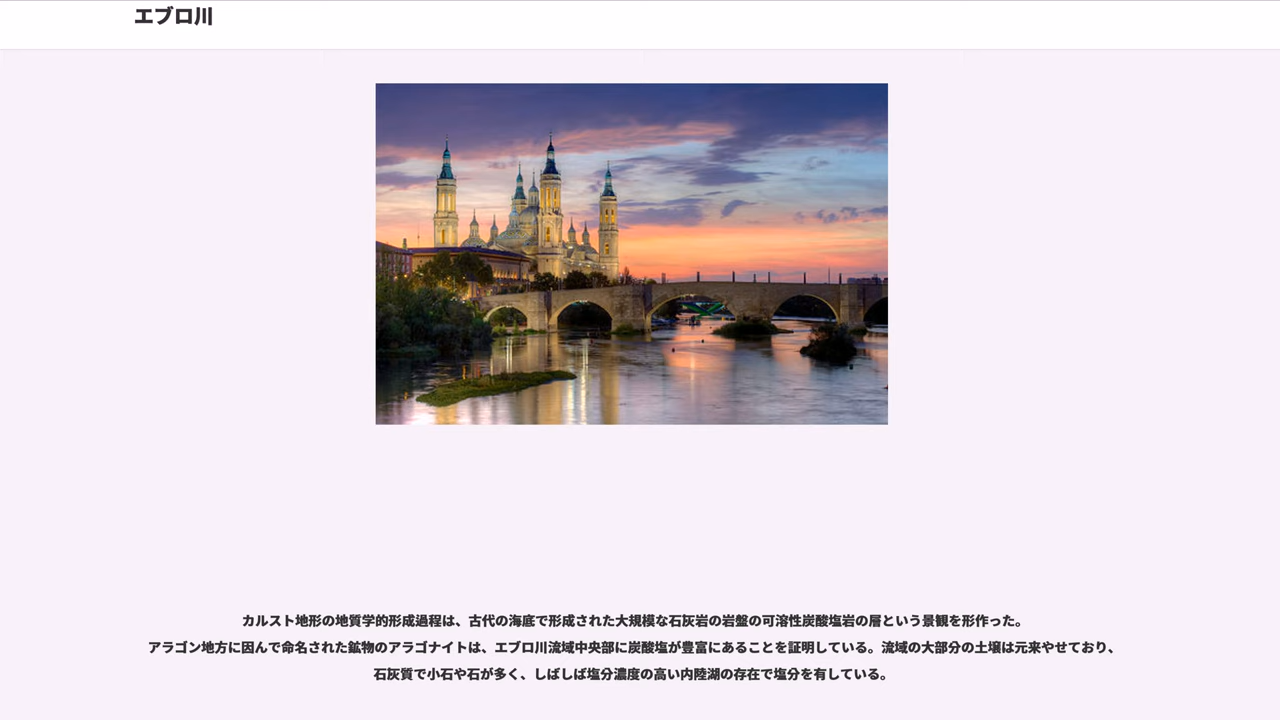 エブロ川
カルスト地形の地質学的形成過程は、古代の海底で形成された大規模な石灰岩の岩盤の可溶性炭酸塩岩の層という景観を形作った。
アラゴン地方に因んで命名された鉱物のアラゴナイトは、エブロ川流域中央部に炭酸塩が豊富にあることを証明している。流域の大部分の土壌は元来やせており、
石灰質で小石や石が多く、しばしば塩分濃度の高い内陸湖の存在で塩分を有している。